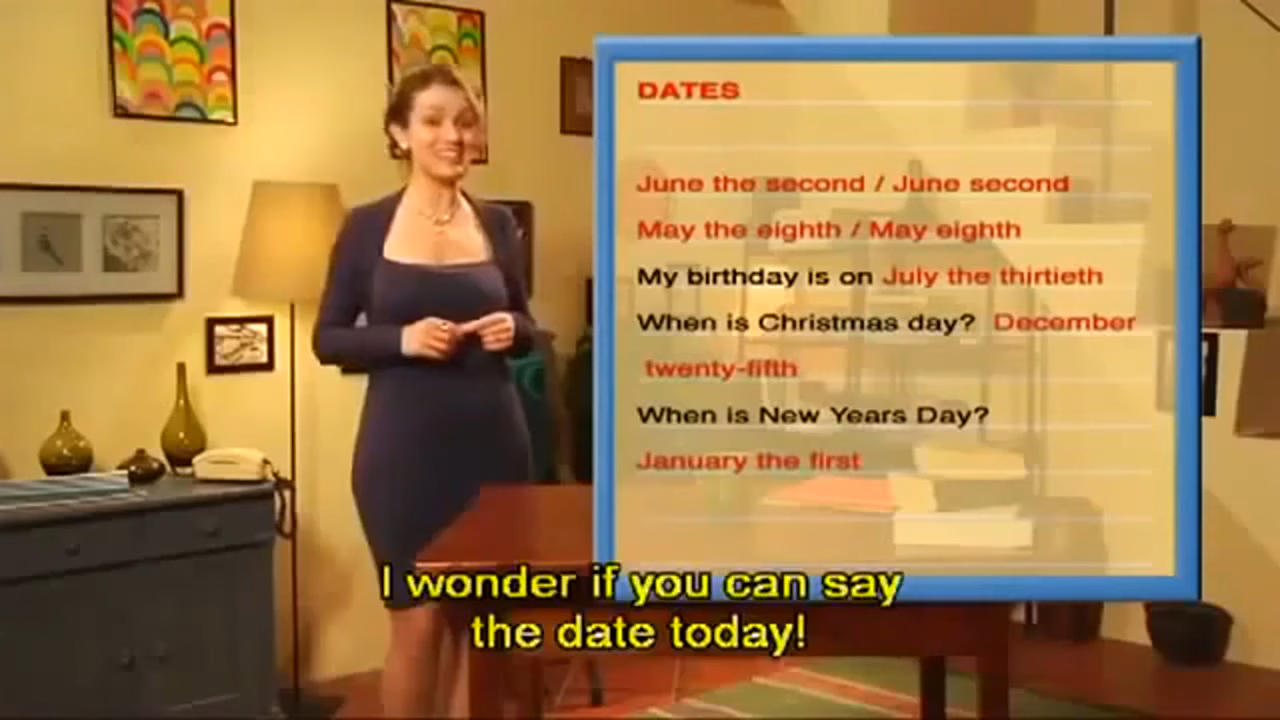 DATES
June the second / June second
May the eighth / May eighth
My birthday is on July the thirtieth
When is Christmas day? December
twenty-fifth
When is New Years Day?
January the first
I wonder if you can say
the date today!